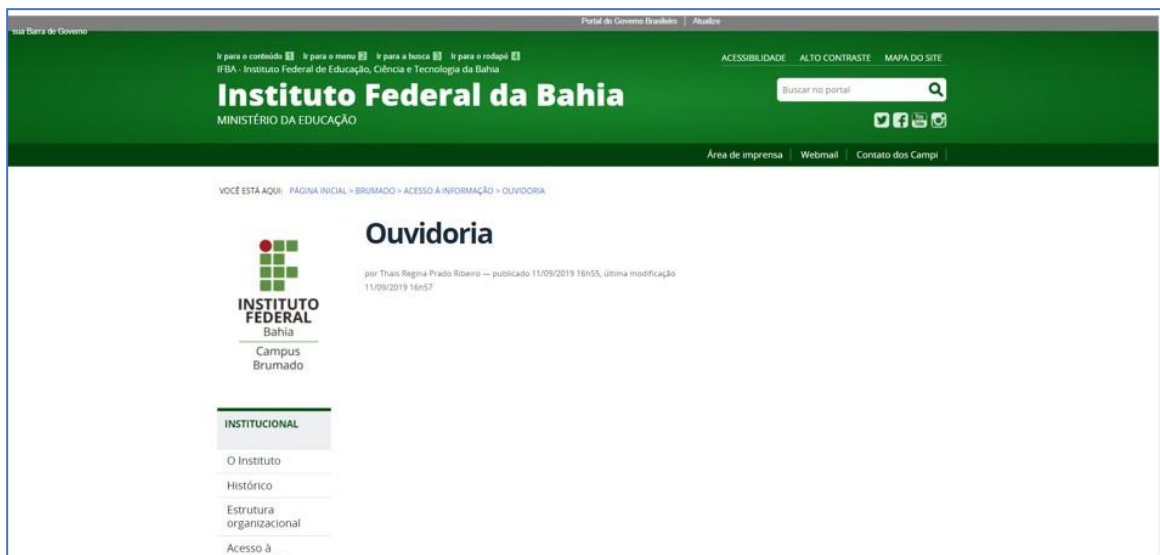 Portal do Governo Brasileiro
Atualize
sua Barra de Governo
Ir para o conteúdo 1 Ir para o menu 2 Ir para a busca 3 Ir para o rodapé 4
ACESSIBILIDADE ALTO CONTRASTE MAPA DO SITE
IFBA - Instituto Federal de Educação, Ciência e Tecnologia da Bahia
Instituto Federal da Bahia
Buscar no portal
MINISTÉRIO DA EDUCAÇÃO
Área de imprensa Webmail Contato dos Campi
VOCÊ ESTÁ AQUI: PÁGINA INICIAL > BRUMADO > ACESSO À INFORMAÇÃO > OUVIDORIA
INSTITUTO
FEDERAL
Bahia
Campus
Brumado
Ouvidoria
por Thais Regina Prado Ribeiro — publicado 11/09/2019 16h55, última modificação
11/09/2019 16h57
INSTITUCIONAL
O Instituto
Histórico
Estrutura
organizacional
Acesso à